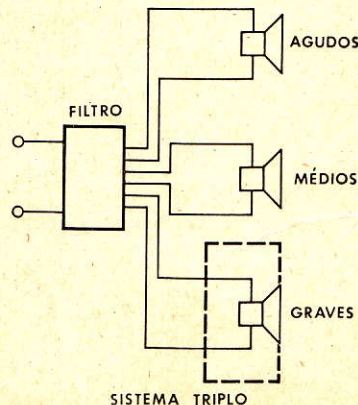 AGUDOS
FILTRO
MÉDIOS
GRAVES
SISTEMA TRIPLO